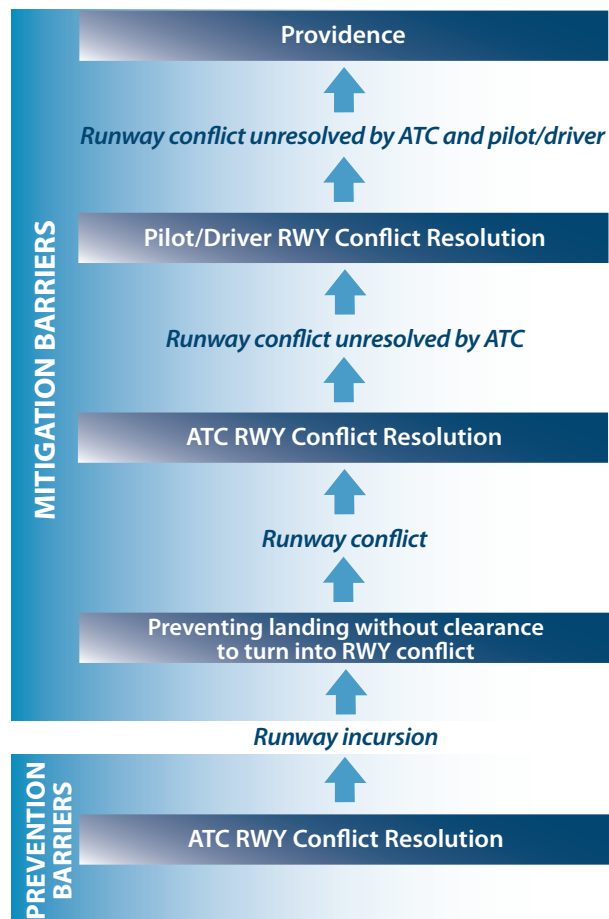 Providence
Runway conflict unresolved by ATC and pilot/driver
Pilot/Driver RWY Conflict Resolution
Runway conflict unresolved by ATC
ATC RWY Conflict Resolution
Runway conflict
Preventing landing without clearance
to turn into RWY conflict
MITIGATION BARRIERS
Runway incursion
ATC RWY Conflict Resolution
PREVENTION
BARRIERS